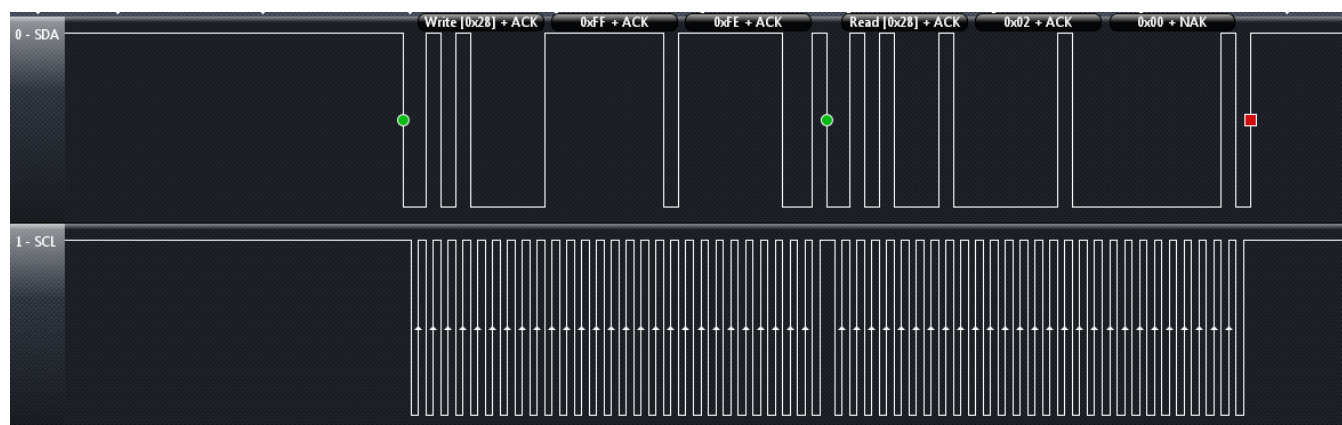 Write [0x28] + ACK 0xFF + ACK 0xFE + ACK Read [0x28] + ACK 0x02 + ACK 0x00 + NAK
0 - SDA
1 - SCL